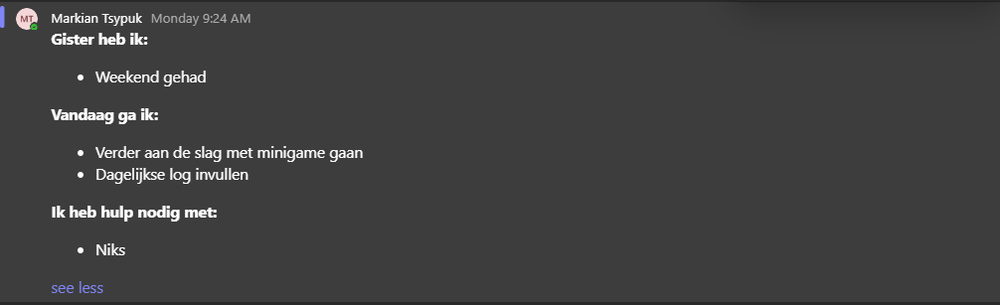 MT Markian Tsypuk Monday 9:24 AM
Gister heb ik:
• Weekend gehad
Vandaag ga ik:
• Verder aan de slag met minigame gaan
• Dagelijkse log invullen
Ik heb hulp nodig met:
• Niks
see less